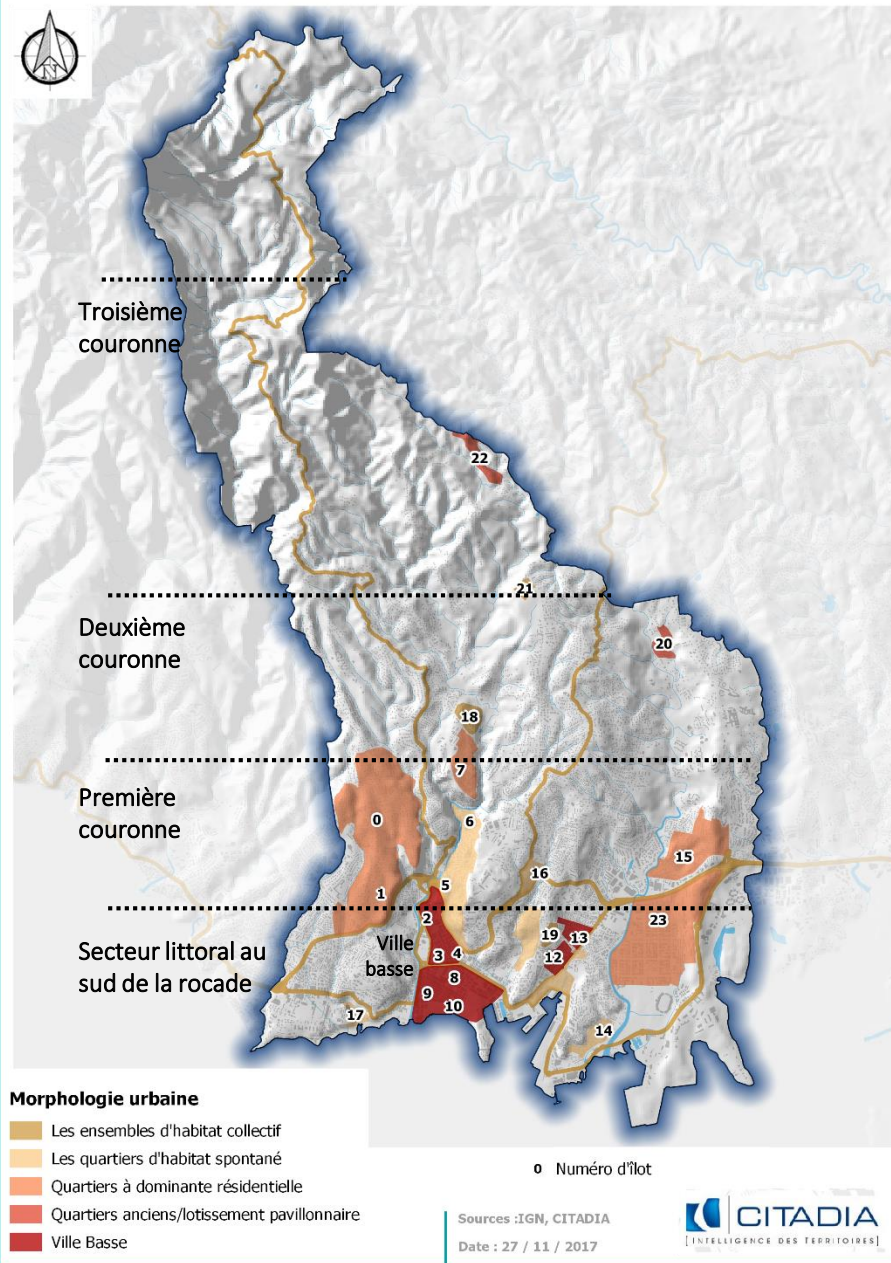 N
Troisième
couronne
22
21
Deuxième
couronne
20
18
7
Première
couronne
6
0
15
16
5
1
2
23
Ville
basse
19
13
Secteur littoral au
sud de la rocade
3
4
12
8
9
10
17
14
Morphologie urbaine
Les ensembles d'habitat collectif
Les quartiers d'habitat spontané
Quartiers à dominante résidentielle
Quartiers anciens/lotissement pavillonnaire
Ville Basse
0 Numéro d'îlot
Sources :IGN, CITADIA
Date : 27 / 11 / 2017
CITADIA
[ INTELLIGENCE DES TERRITOIRES ]